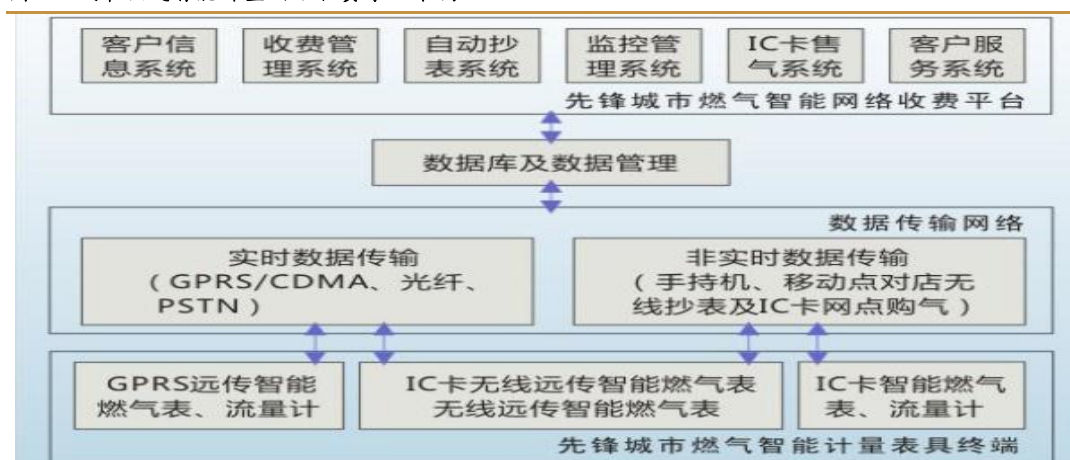 客户信
息系统
收费管
理系统
自动抄
表系统
监控管
理系统
IC卡售
气系统
客户服
务系统
先锋城市燃气智能网络收费平台
数据库及数据管理
数据传输网络
实时数据传输
（GPRS/CDMA、光纤、
PSTN）
非实时数据传输
（手持机、移动点对店无
线抄表及IC卡网点购气）
GPRS远传智能
燃气表、流量计
IC卡无线远传智能燃气表
无线远传智能燃气表
IC卡智能燃气
表、流量计
先锋城市燃气智能计量表具终端